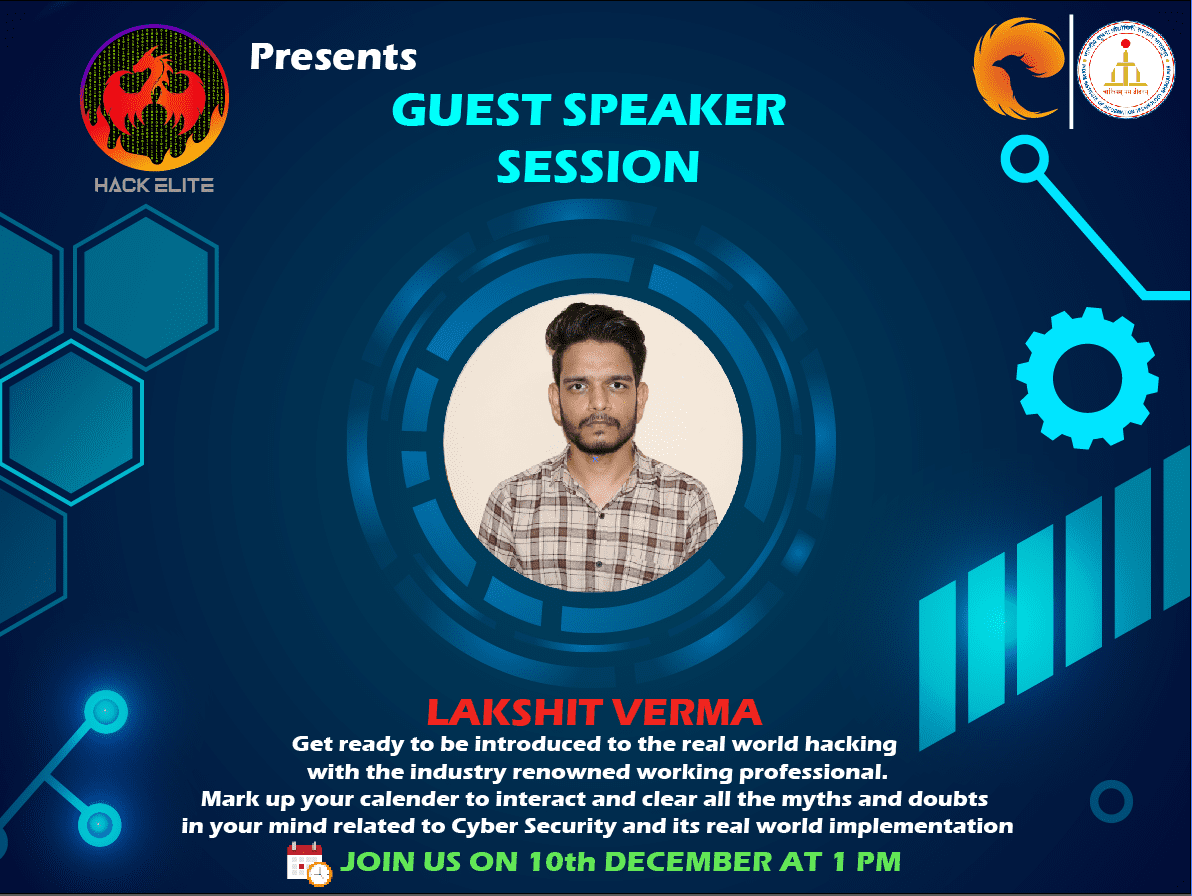 Presents
GUEST SPEAKER
SESSION
HACK ELITE
LAKSHIT VERMA
Get ready to be introduced to the real world hacking
with the industry renowned working professional.
Mark up your calender to interact and clear all the myths and doubts
in your mind related to Cyber Security and its real world implementation
JOIN US ON 10th DECEMBER AT 1 PM